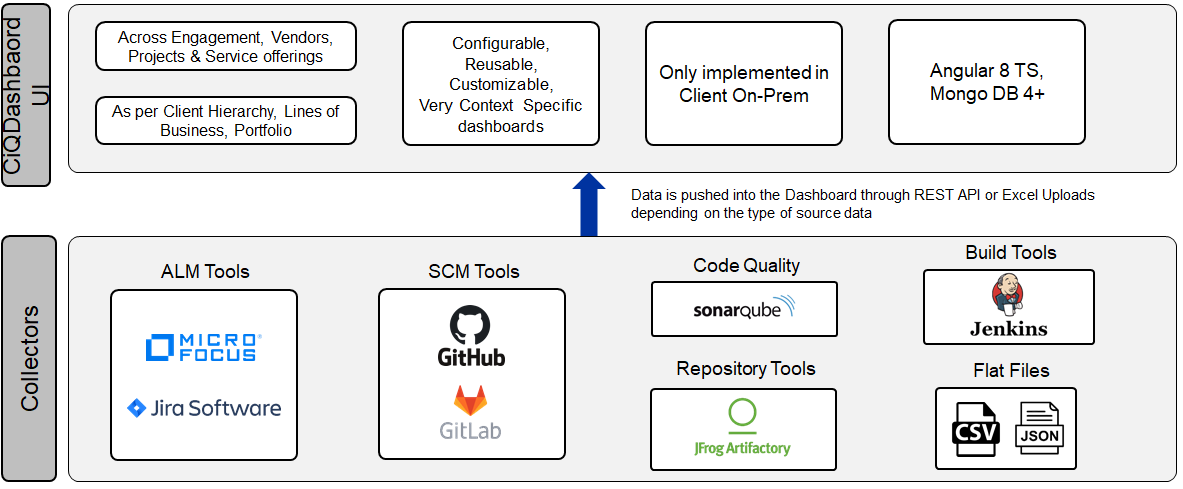 CiQDashbaord
UI
Across Engagement, Vendors,
Projects & Service offerings
As per Client Hierarchy, Lines of
Business, Portfolio
Configurable,
Reusable,
Customizable,
Very Context Specific
dashboards
Only implemented in
Client On-Prem
Angular 8 TS,
Mongo DB 4+
Data is pushed into the Dashboard through REST API or Excel Uploads
depending on the type of source data
Collectors
ALM Tools
MICRO
FOCUS
Jira Software
SCM Tools
GitHub
GitLab
Code Quality
sonarqube
Repository Tools
JFrog Artifactory
Build Tools
Jenkins
Flat Files
CSV
JSON